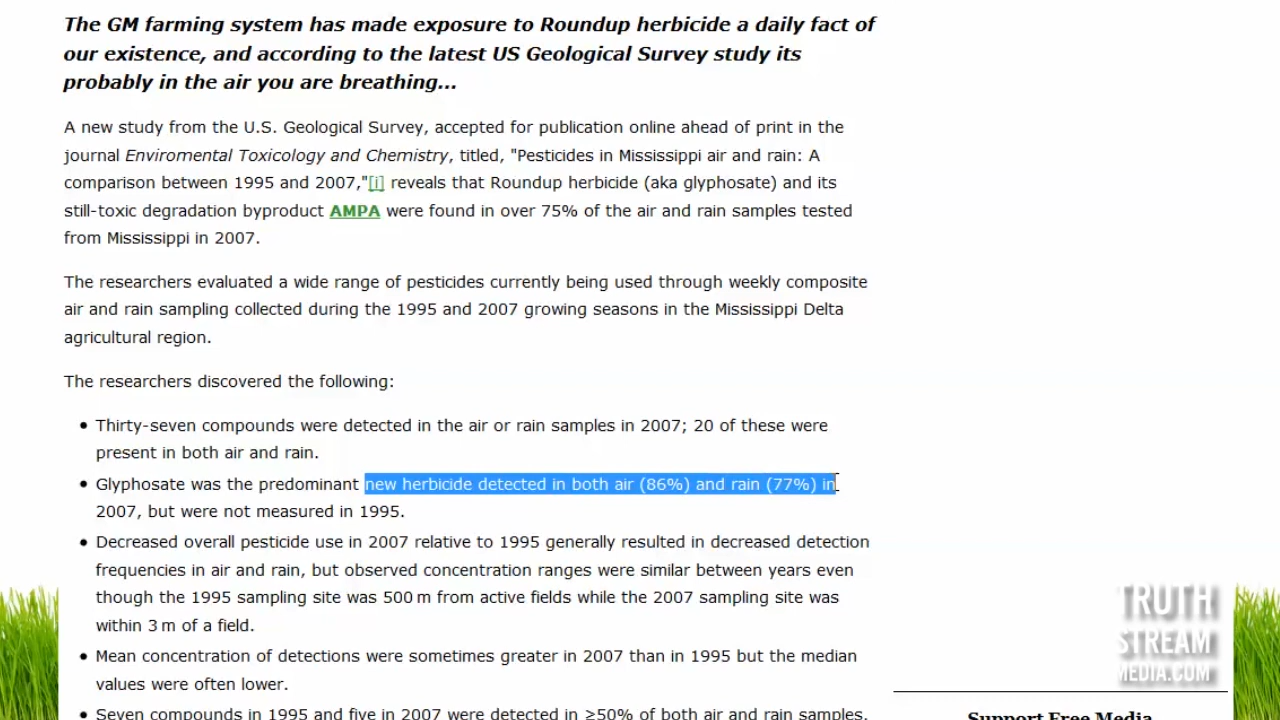 The GM farming system has made exposure to Roundup herbicide a daily fact of
our existence, and according to the latest US Geological Survey study its
probably in the air you are breathing...
A new study from the U.S. Geological Survey, accepted for publication online ahead of print in the
journal Enviromental Toxicology and Chemistry, titled, "Pesticides in Mississippi air and rain: A
comparison between 1995 and 2007,"[i] reveals that Roundup herbicide (aka glyphosate) and its
still-toxic degradation byproduct AMPA were found in over 75% of the air and rain samples tested
from Mississippi in 2007.
The researchers evaluated a wide range of pesticides currently being used through weekly composite
air and rain sampling collected during the 1995 and 2007 growing seasons in the Mississippi Delta
agricultural region.
The researchers discovered the following:
• Thirty-seven compounds were detected in the air or rain samples in 2007; 20 of these were
present in both air and rain.
• Glyphosate was the predominant new herbicide detected in both air (86%) and rain (77%) in
2007, but were not measured in 1995.
• Decreased overall pesticide use in 2007 relative to 1995 generally resulted in decreased detection
frequencies in air and rain, but observed concentration ranges were similar between years even
though the 1995 sampling site was 500 m from active fields while the 2007 sampling site was
within 3 m of a field.
• Mean concentration of detections were sometimes greater in 2007 than in 1995 but the median
values were often lower.
• Seven compounds in 1995 and five in 2007 were detected in ≥50% of both air and rain samples.
TRUTH
STREAM
MEDIA.COM
Support Free Media